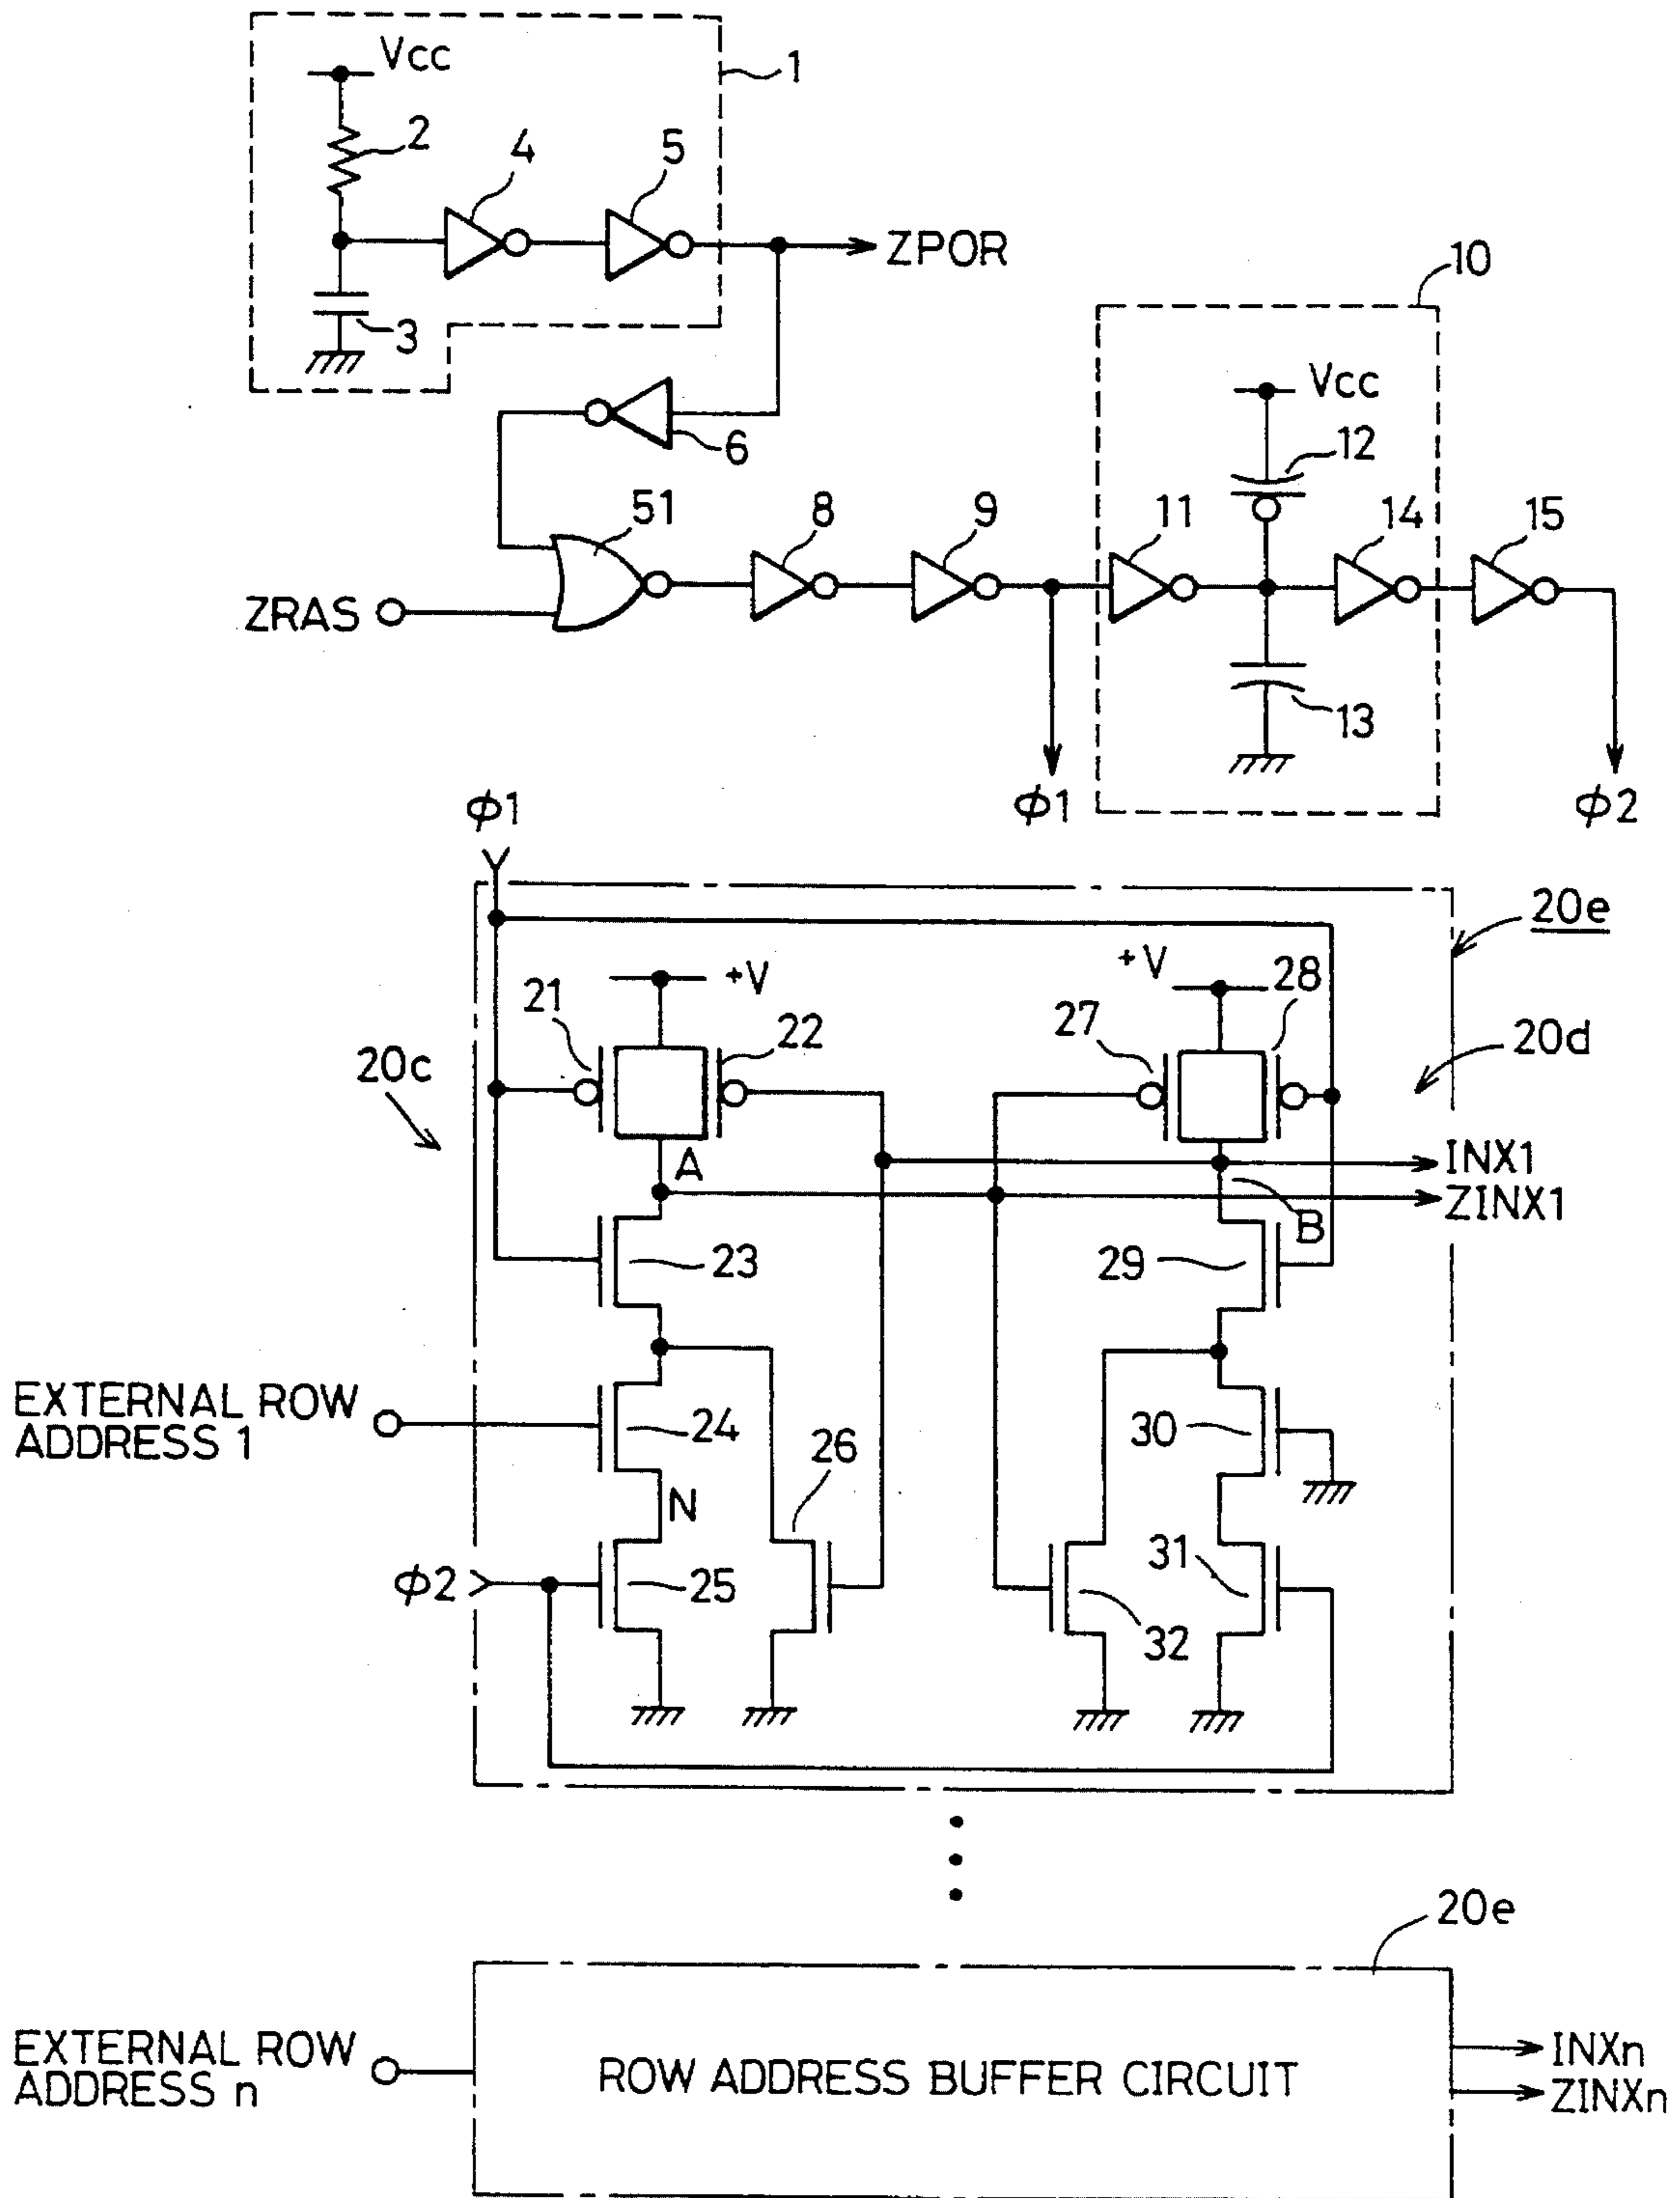 Vcc
1
2
4
5
ZPOR
3
10
6
Vcc
12
51
8
9
11
14
15
ZRAS
13
ϕ1
ϕ2
ϕ1
20e
+V
+V
21
22
27
28
20d
20c
A
INX1
ZINX1
B
23
29
EXTERNAL ROW
ADDRESS 1
24
26
30
N
ϕ2
25
31
32
20e
EXTERNAL ROW
ADDRESS n
ROW ADDRESS BUFFER CIRCUIT
INXn
ZINXn